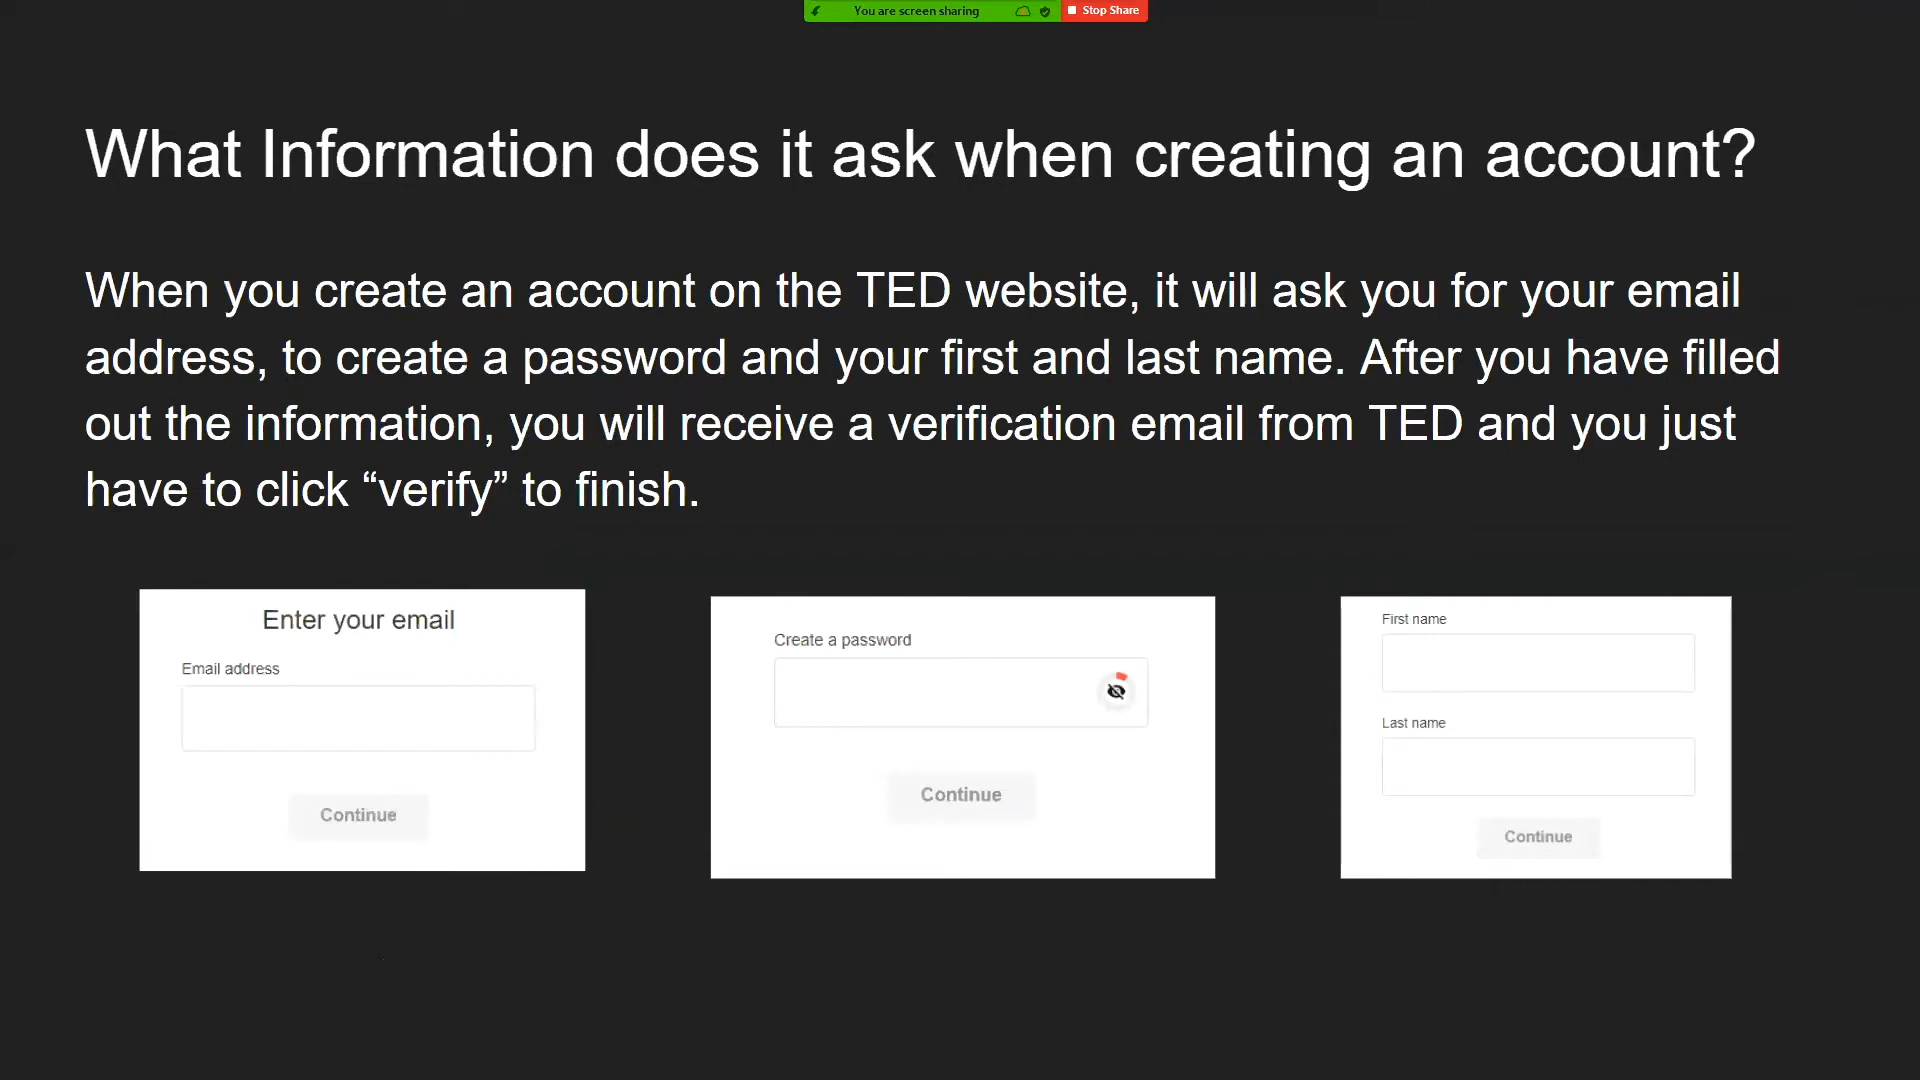 You are screen sharing
Stop Share
What Information does it ask when creating an account?
When you create an account on the TED website, it will ask you for your email
address, to create a password and your first and last name. After you have filled
out the information, you will receive a verification email from TED and you just
have to click “verify” to finish.
Enter your email
Email address
Continue
Create a password
Continue
First name
Last name
Continue